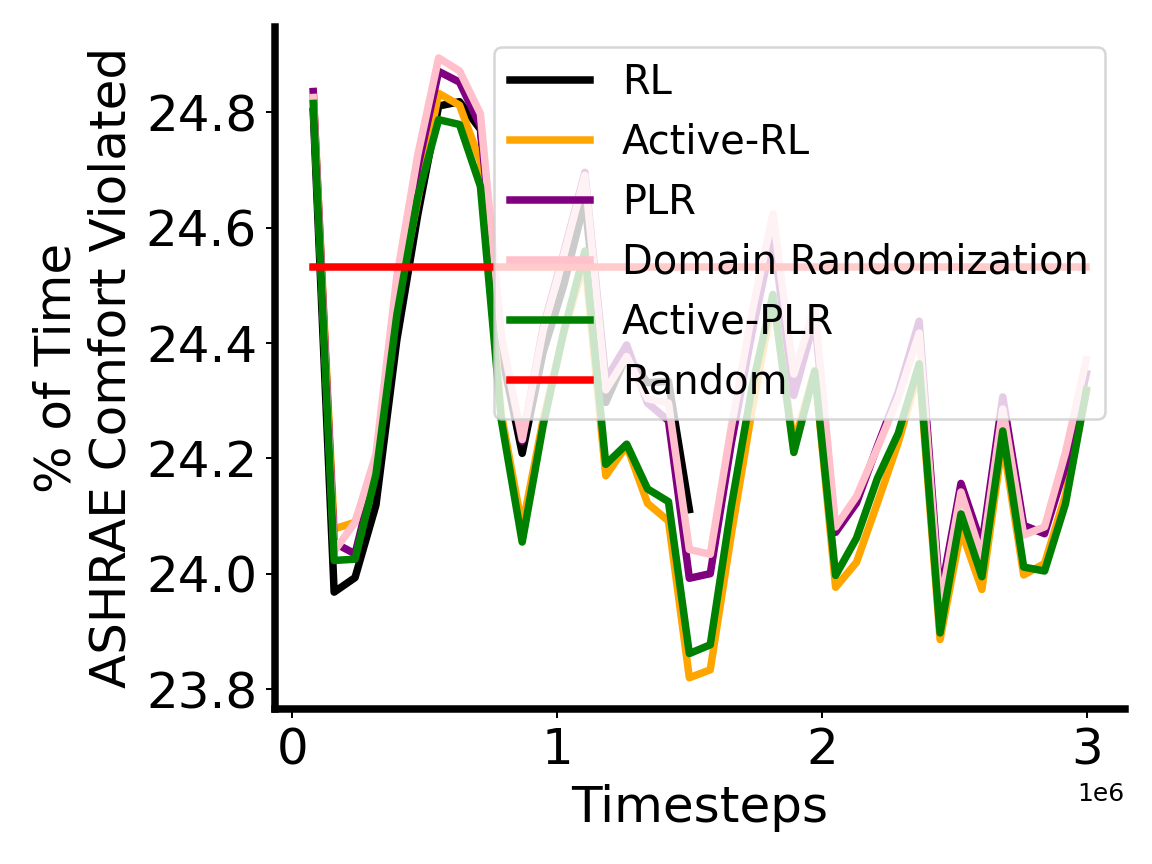 % of Time
ASHRAE Comfort Violated
24.8
24.6
24.4
24.2
24.0
23.8
RL
Active-RL
PLR
Domain Randomization
Active-PLR
Random
0
1
2
3
1e6
Timesteps